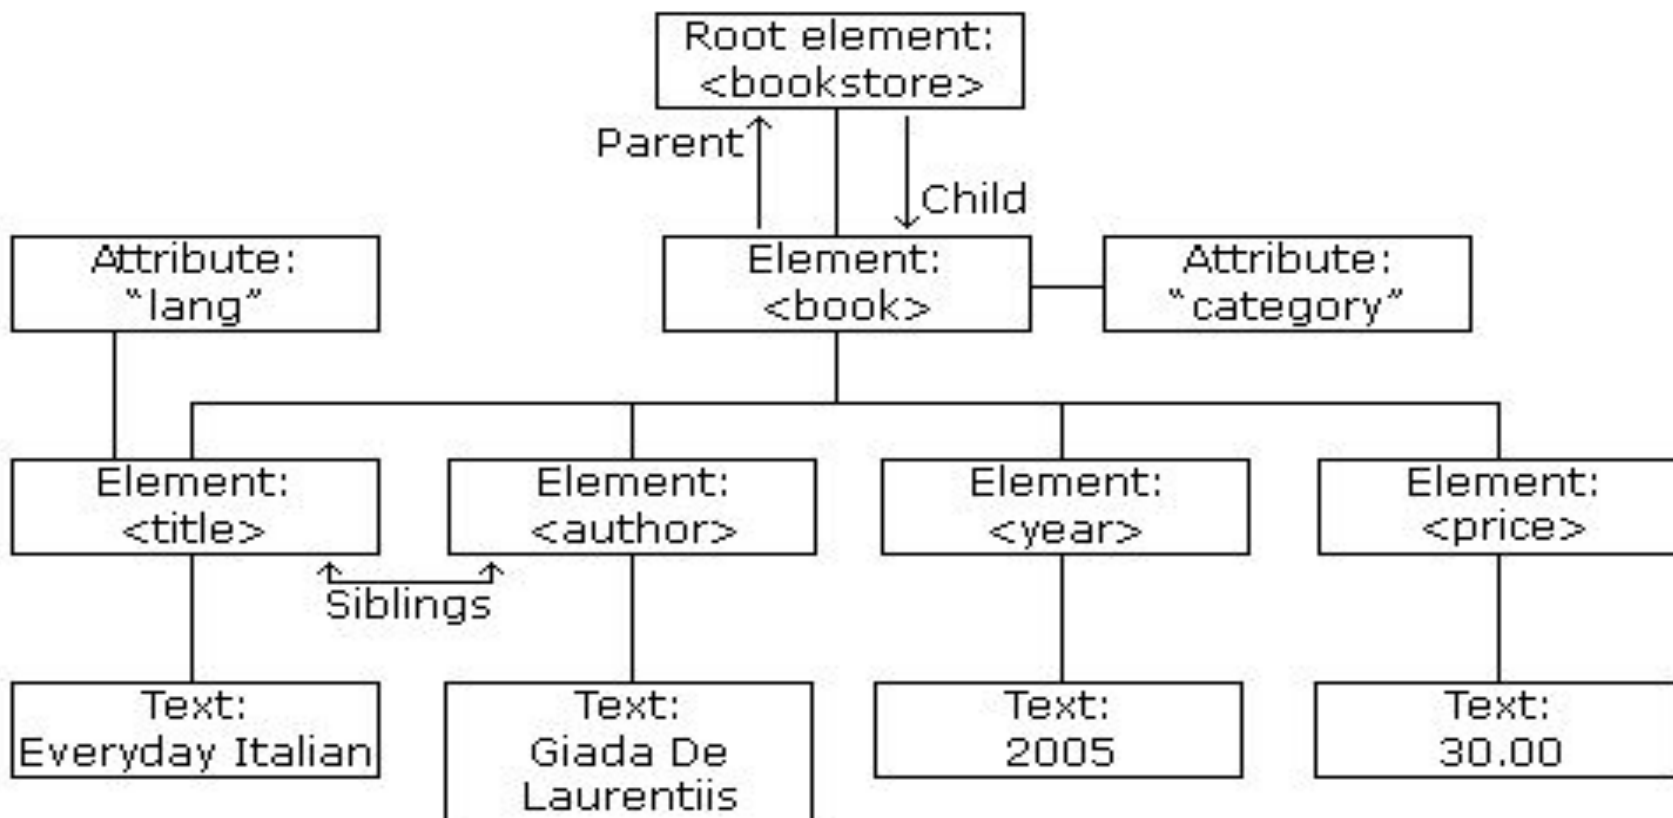 Root element:
<bookstore>
Parent
Child
Attribute:
“lang”
Element:
<book>
Attribute:
“category”
Element:
<title>
Element:
<author>
Element:
<year>
Element:
<price>
Siblings
Text:
Everyday Italian
Text:
Giada De
Laurentiis
Text:
2005
Text:
30.00